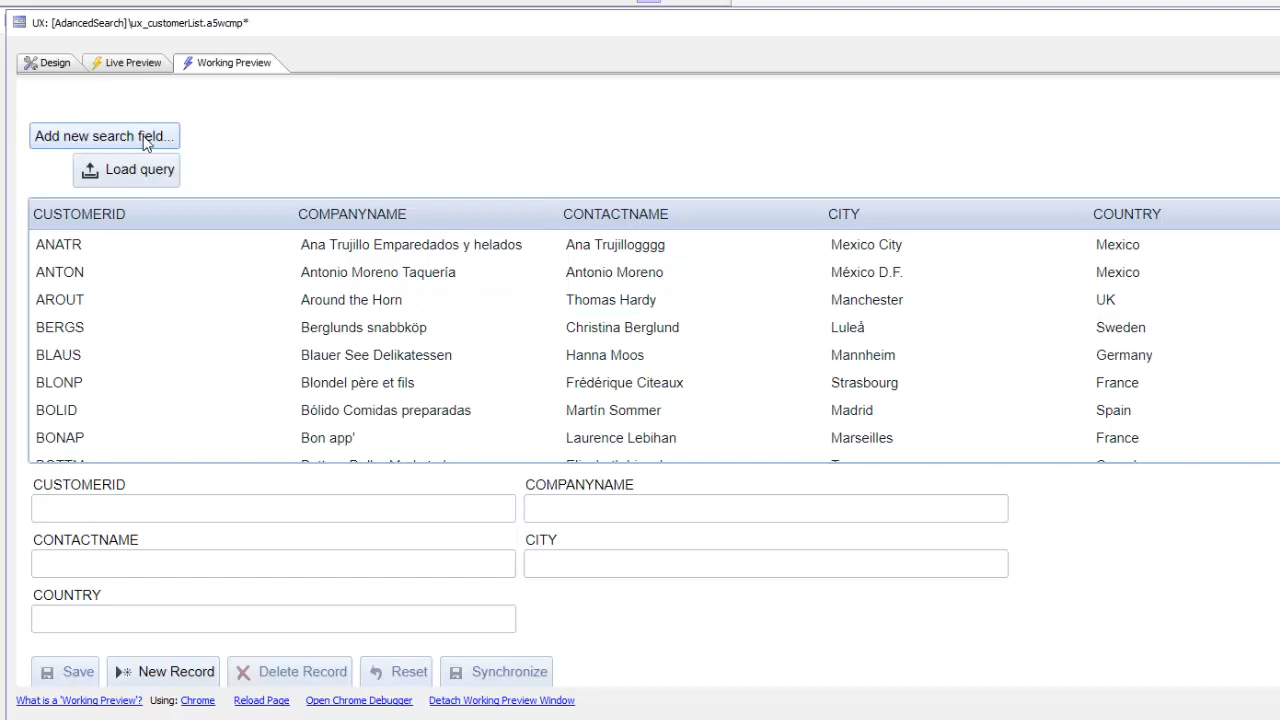 UX: [AdancedSearch]\ux_customerList.a5wcmp*
Design Live Preview Working Preview
Add new search field...
Load query
CUSTOMERID COMPANYNAME CONTACTNAME CITY COUNTRY
ANATR Ana Trujillo Emparedados y helados Ana Trujillogggg Mexico City Mexico
ANTON Antonio Moreno Taquería Antonio Moreno México D.F. Mexico
AROUT Around the Horn Thomas Hardy Manchester UK
BERGS Berglunds snabbköp Christina Berglund Luleå Sweden
BLAUS Blauer See Delikatessen Hanna Moos Mannheim Germany
BLONP Blondel père et fils Frédérique Citeaux Strasbourg France
BOLID Bólido Comidas preparadas Martín Sommer Madrid Spain
BONAP Bon app' Laurence Lebihan Marseilles France
CUSTOMERID COMPANYNAME
CONTACTNAME CITY
COUNTRY
Save New Record Delete Record Reset Synchronize
What is a 'Working Preview'? Using: Chrome Reload Page Open Chrome Debugger Detach Working Preview Window